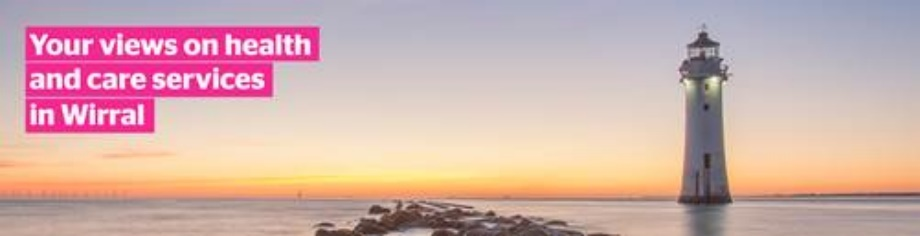 Your views on health
and care services
in Wirral